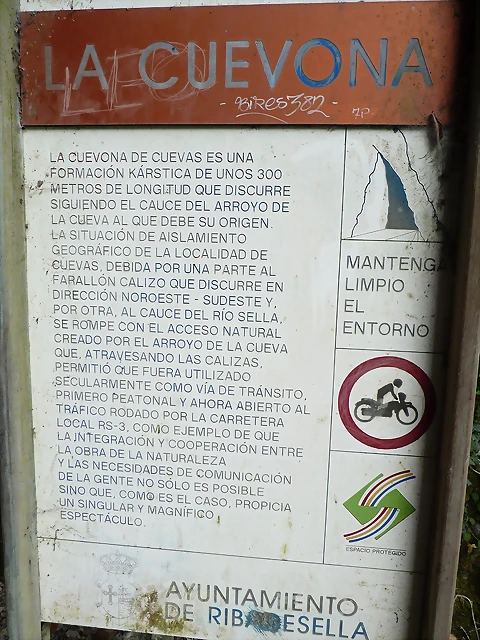 LA CUEVONA
LA CUEVONA DE CUEVAS ES UNA
FORMACIÓN KÁRSTICA DE UNOS 300
METROS DE LONGITUD QUE DISCURRE
SIGUIENDO EL CAUCE DEL ARROYO DE
LA CUEVA AL QUE DEBE SU ORIGEN.
LA SITUACIÓN DE AISLAMIENTO
GEOGRÁFICO DE LA LOCALIDAD DE
CUEVAS, DEBIDA POR UNA PARTE AL
FARALLÓN CALIZO QUE DISCURRE EN
DIRECCIÓN NOROESTE - SUDESTE Y,
POR OTRA, AL CAUCE DEL RÍO SELLA,
SE ROMPE CON EL ACCESO NATURAL
CREADO POR EL ARROYO DE LA CUEVA
QUE, ATRAVESANDO LAS CALIZAS,
PERMITIÓ QUE FUERA UTILIZADO
SECULARMENTE COMO VÍA DE TRÁNSITO,
PRIMERO PEATONAL Y AHORA ABIERTO AL
TRÁFICO RODADO POR LA CARRETERA
LOCAL RS-3, COMO EJEMPLO DE QUE
LA INTEGRACIÓN Y COOPERACIÓN ENTRE
LA OBRA DE LA NATURALEZA
Y LAS NECESIDADES DE COMUNICACIÓN
DE LA GENTE NO SÓLO ES POSIBLE
SINO QUE, COMO ES EL CASO, PROPICIA
UN SINGULAR Y MAGNÍFICO
ESPECTÁCULO.
MANTENGA
LIMPIO
EL
ENTORNO
ESPACIO PROTEGIDO
AYUNTAMIENTO
DE RIBADESELLA